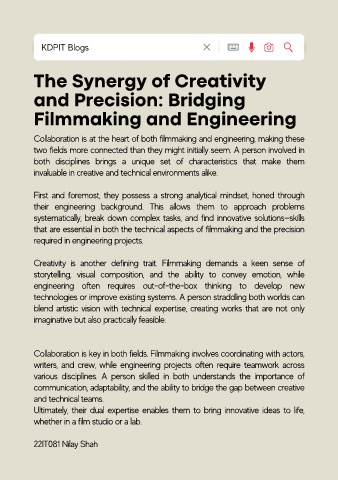 KDPIT Blogs
The Synergy of Creativity
and Precision: Bridging
Filmmaking and Engineering
Collaboration is at the heart of both filmmaking and engineering, making these
two fields more connected than they might initially seem. A person involved in
both disciplines brings a unique set of characteristics that make them
invaluable in creative and technical environments alike.
First and foremost, they possess a strong analytical mindset, honed through
their engineering background. This allows them to approach problems
systematically, break down complex tasks, and find innovative solutions—skills
that are essential in both the technical aspects of filmmaking and the precision
required in engineering projects.
Creativity is another defining trait. Filmmaking demands a keen sense of
storytelling, visual composition, and the ability to convey emotion, while
engineering often requires out-of-the-box thinking to develop new
technologies or improve existing systems. A person straddling both worlds can
blend artistic vision with technical expertise, creating works that are not only
imaginative but also practically feasible.
Collaboration is key in both fields. Filmmaking involves coordinating with actors,
writers, and crew, while engineering projects often require teamwork across
various disciplines. A person skilled in both understands the importance of
communication, adaptability, and the ability to bridge the gap between creative
and technical teams.
Ultimately, their dual expertise enables them to bring innovative ideas to life,
whether in a film studio or a lab.
22IT081 Nilay Shah